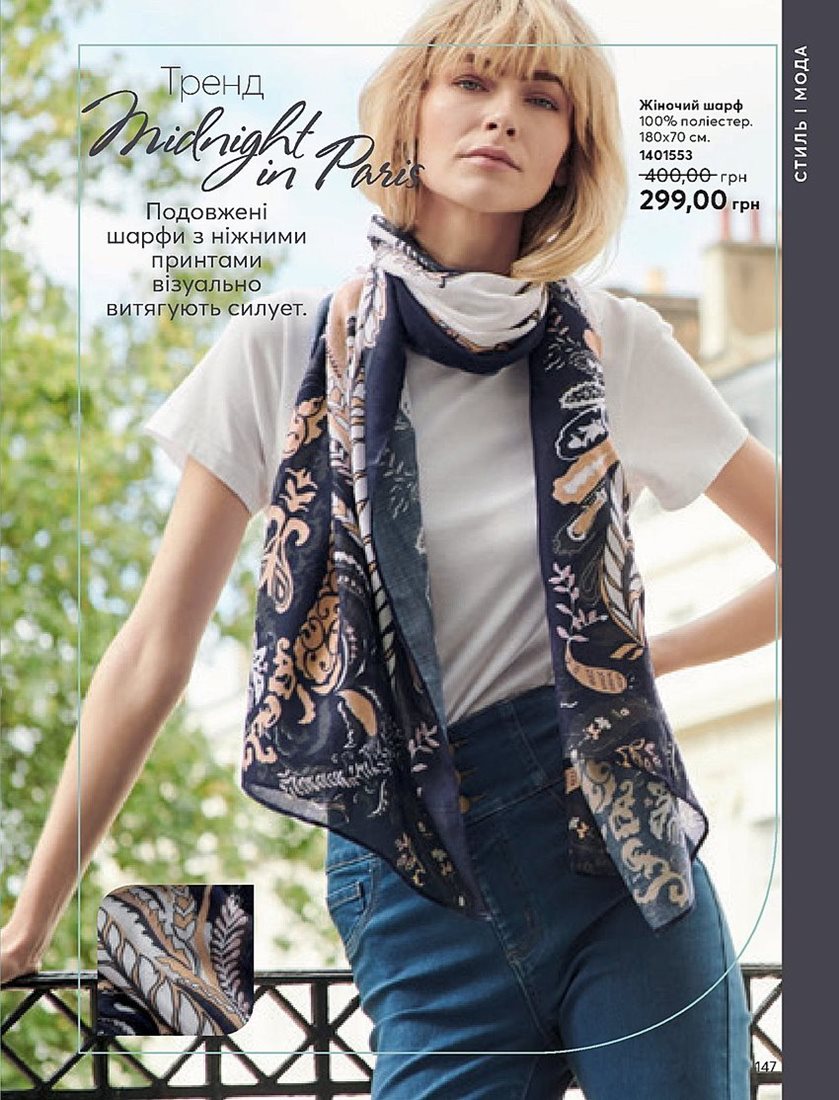 Тренд
Midnight
in Paris
Подовжені
шарфи з ніжними
принтами
візуально
витягують силует.
Жіночий шарф
100% поліестер.
180х70 см.
1401553
400,00 грн
299,00 грн
СТИЛЬ | МОДА
147